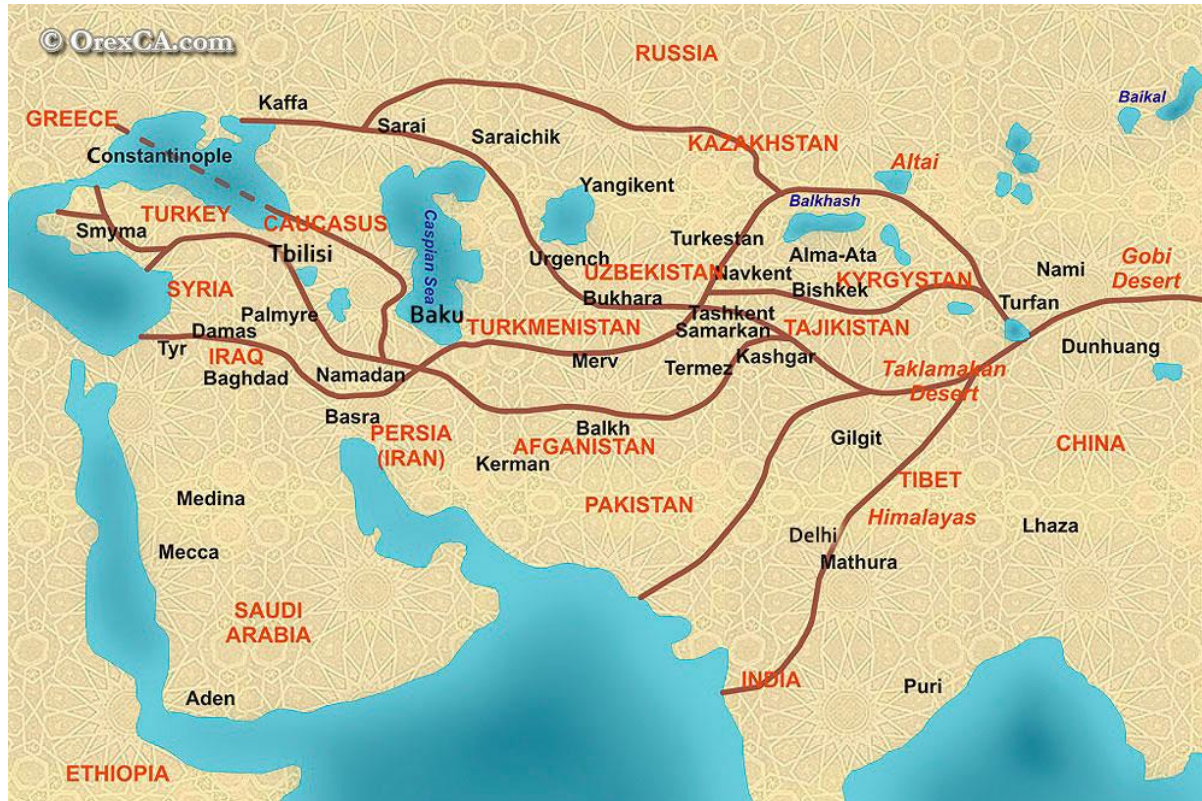 © OrexCA.com
RUSSIA
Baikal
Kaffa
GREECE
Sarai
Saraichik
KAZAKHSTAN
Constantinople
Altai
Yangikent
Balkhash
TURKEY
CAUCASUS
Smyma
Caspian Sea
Turkestan
Tbilisi
Alma-Ata
Urgench
UZBEKISTAN
Navkent
KYRGYSTAN
Nami
Gobi
Desert
SYRIA
Bishkek
Bukhara
Turfan
Palmyre
Baku
Tashkent
Damas
TURKMENISTAN
Samarkan
TAJIKISTAN
Tyr
IRAQ
Merv
Kashgar
Dunhuang
Baghdad
Namadan
Termez
Taklamakan
Desert
Basra
Balkh
PERSIA
(IRAN)
AFGANISTAN
Gilgit
CHINA
Kerman
TIBET
Medina
PAKISTAN
Himalayas
Lhaza
Delhi
Mecca
Mathura
SAUDI
ARABIA
INDIA
Puri
Aden
ETHIOPIA